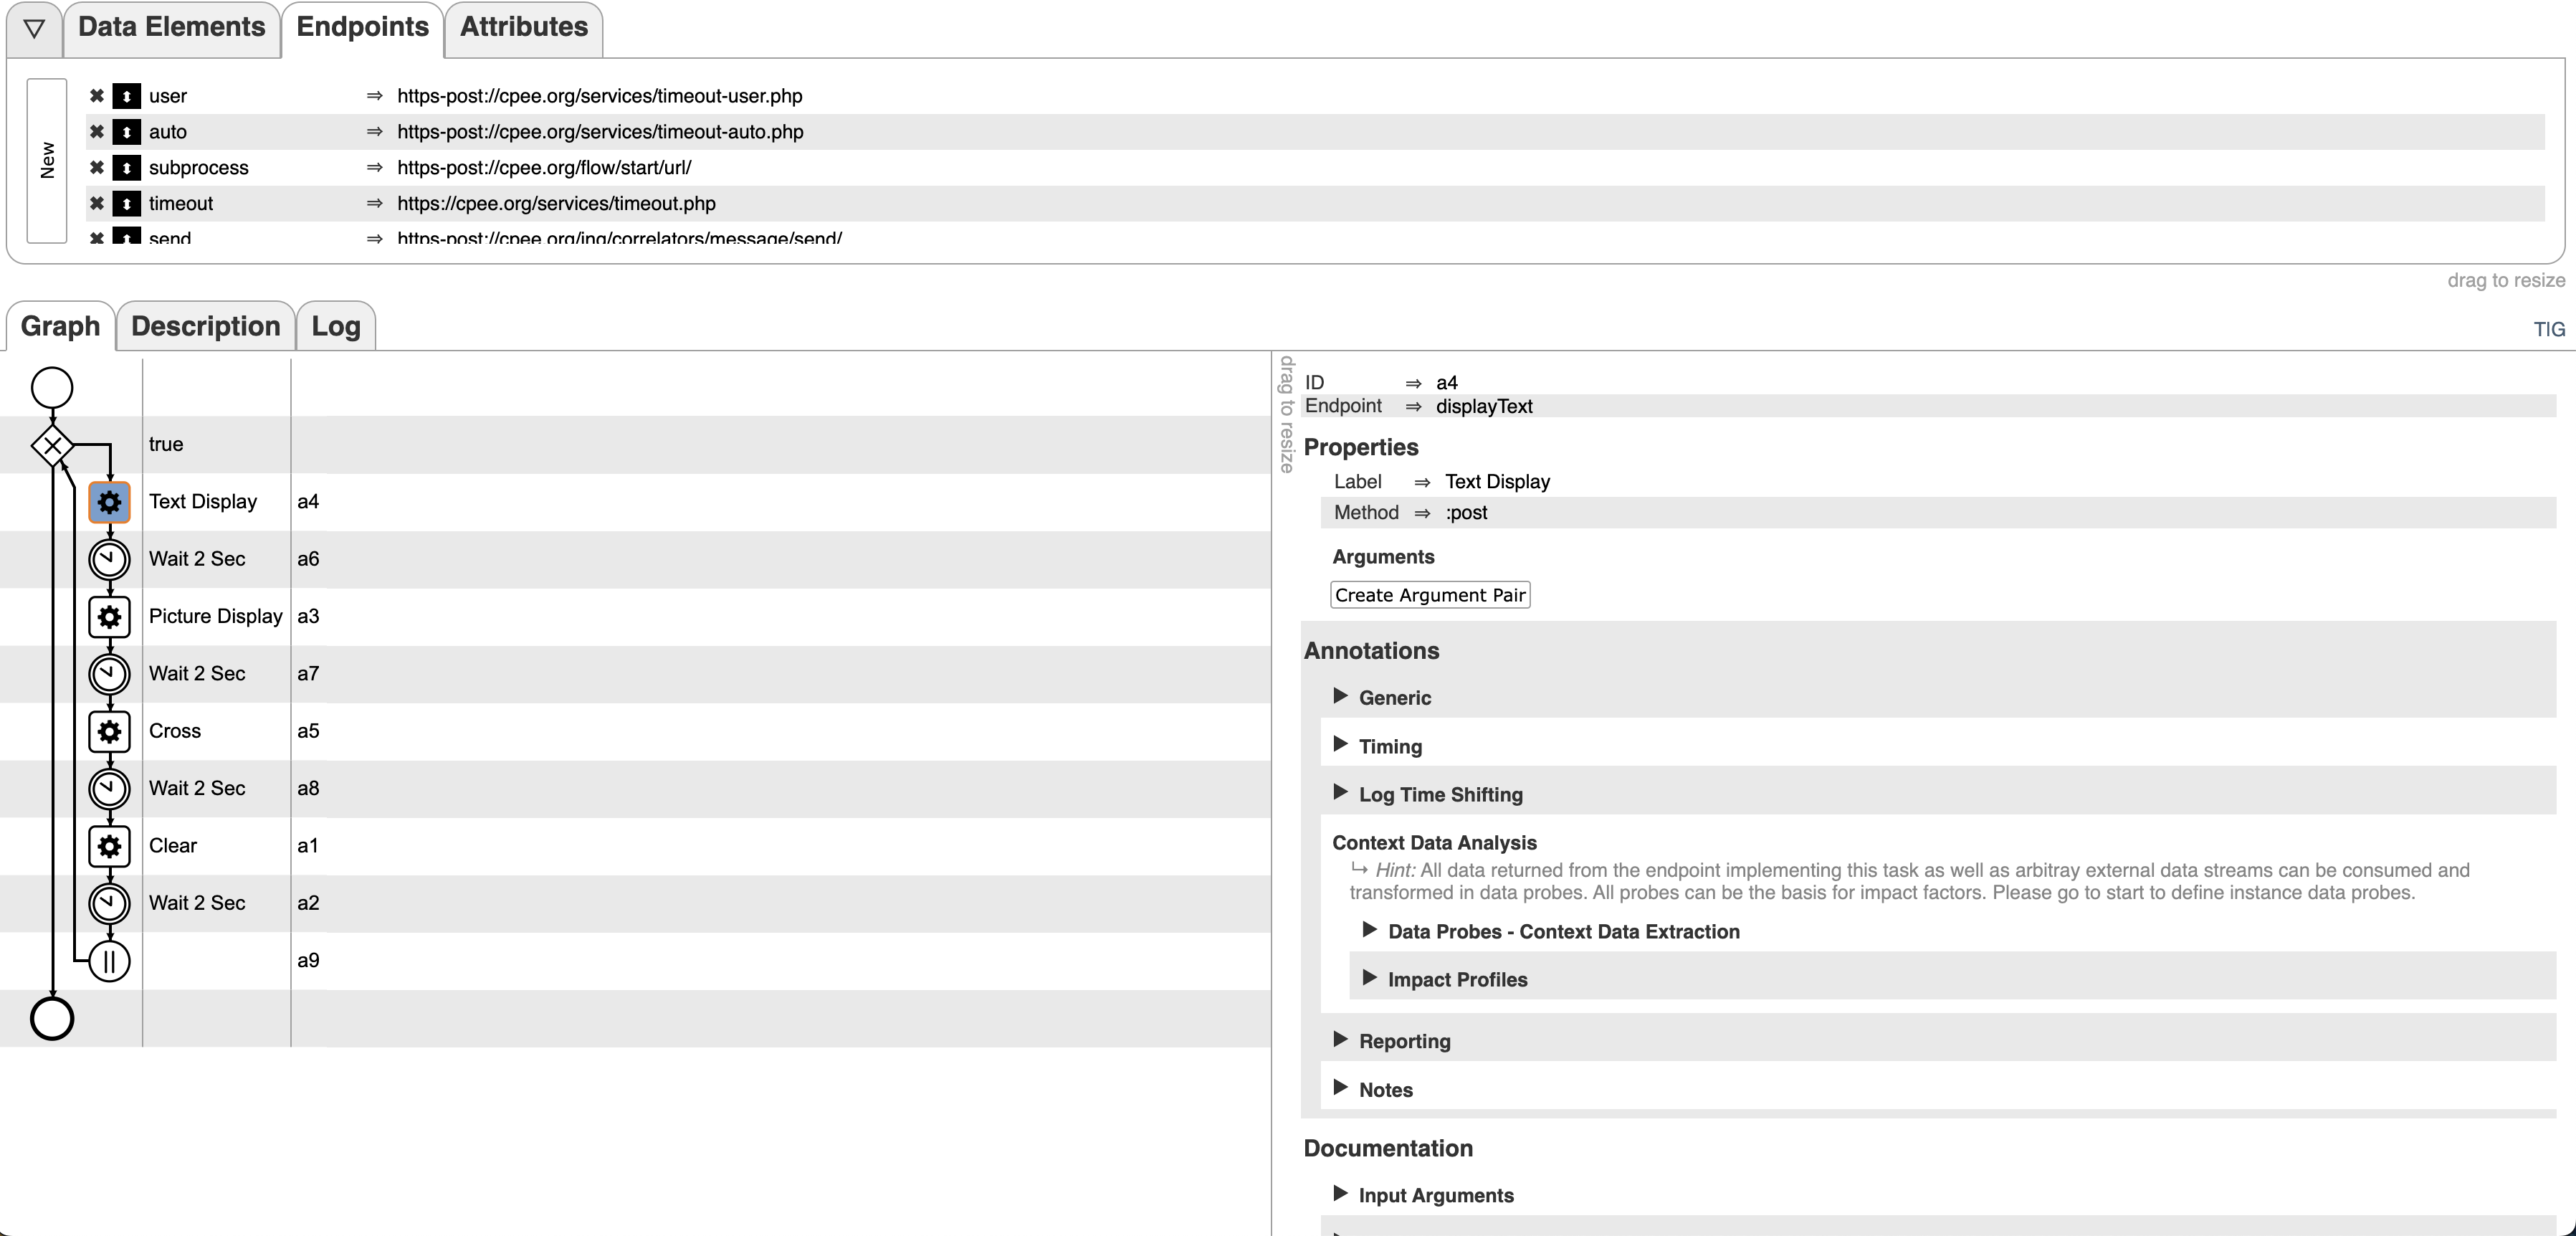 Data Elements Endpoints Attributes
New
user ⇒ https-post://cpee.org/services/timeout-user.php
auto ⇒ https-post://cpee.org/services/timeout-auto.php
subprocess ⇒ https-post://cpee.org/flow/start/url/
timeout ⇒ https://cpee.org/services/timeout.php
send ⇒ https-post://cpee.org/ing/correlators/message/send/
drag to resize
Graph Description Log
TIG
true
Text Display a4
Wait 2 Sec a6
Picture Display a3
Wait 2 Sec a7
Cross a5
Wait 2 Sec a8
Clear a1
Wait 2 Sec a2
a9
drag to resize
ID ⇒ a4
Endpoint ⇒ displayText
Properties
Label ⇒ Text Display
Method ⇒ :post
Arguments
Create Argument Pair
Annotations
Generic
Timing
Log Time Shifting
Context Data Analysis
Hint: All data returned from the endpoint implementing this task as well as arbitray external data streams can be consumed and
transformed in data probes. All probes can be the basis for impact factors. Please go to start to define instance data probes.
Data Probes - Context Data Extraction
Impact Profiles
Reporting
Notes
Documentation
Input Arguments